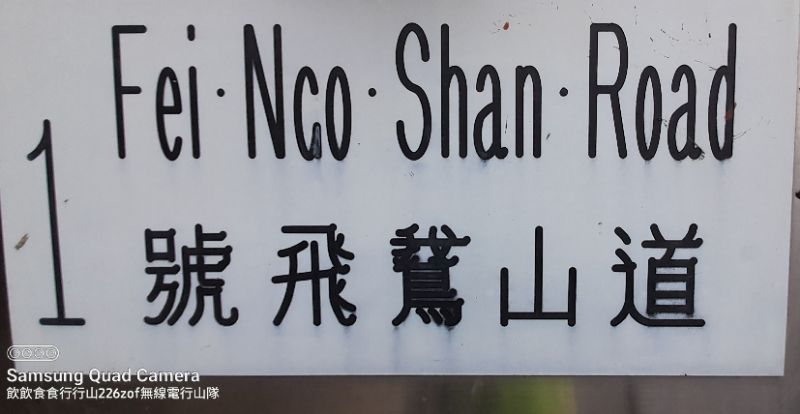 Fei·Nco·Shan·Road
1 號飛鵞山道
Samsung Quad Camera
飲飲食食行行山226zof無線電行山隊